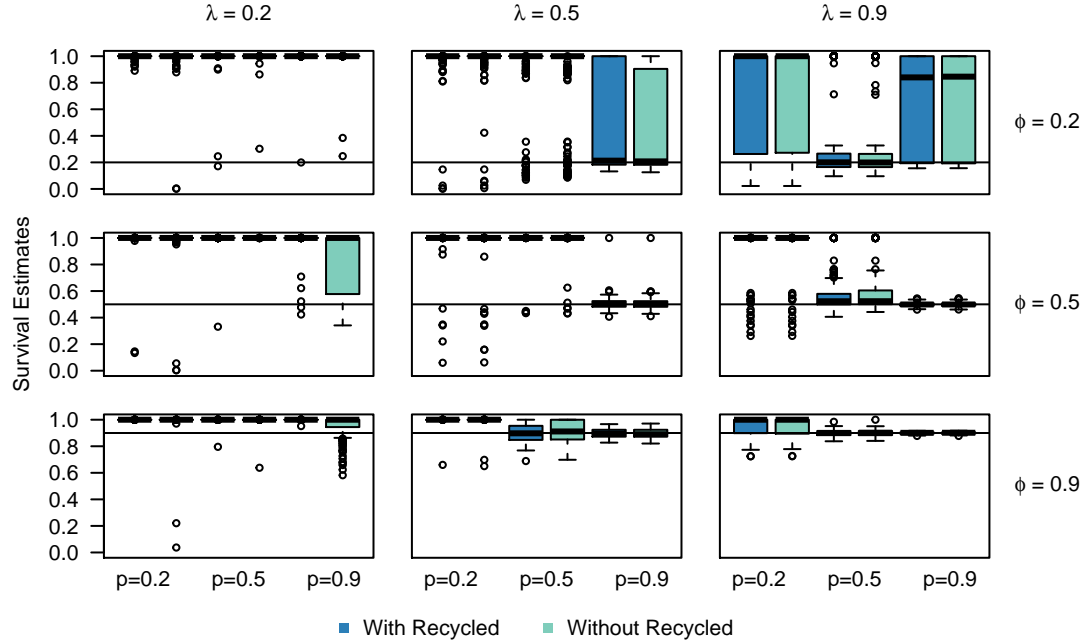 λ = 0.2 λ = 0.5 λ = 0.9
1.0
0.8
0.6
0.4
0.2
0.0
ϕ = 0.2
Survival Estimates
1.0
0.8
0.6
0.4
0.2
0.0
ϕ = 0.5
1.0
0.8
0.6
0.4
0.2
0.0
ϕ = 0.9
p=0.2 p=0.5 p=0.9 p=0.2 p=0.5 p=0.9 p=0.2 p=0.5 p=0.9
With Recycled Without Recycled